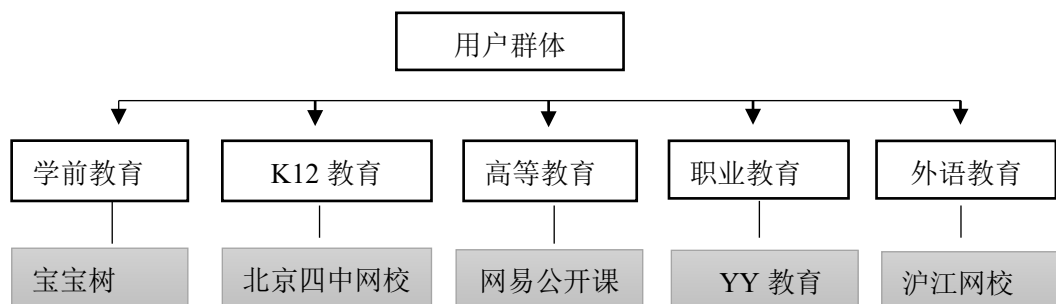 用户群体
学前教育
K12 教育
高等教育
职业教育
外语教育
宝宝树
北京四中网校
网易公开课
YY 教育
沪江网校